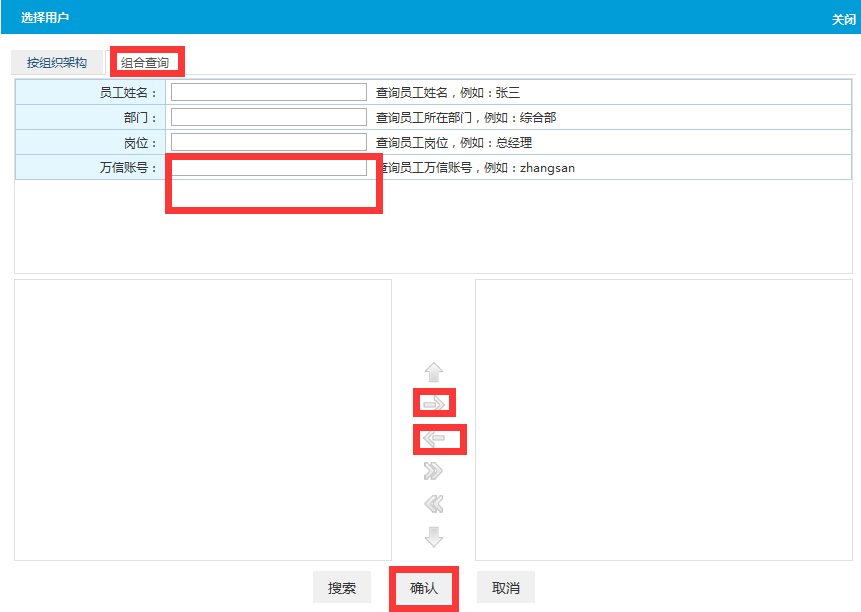 选择用户
关闭
按组织架构
组合查询
员工姓名：
查询员工姓名，例如：张三
部门：
查询员工所在部门，例如：综合部
岗位：
查询员工岗位，例如：总经理
万信账号：
查询员工万信账号，例如：zhangsan
搜索
确认
取消